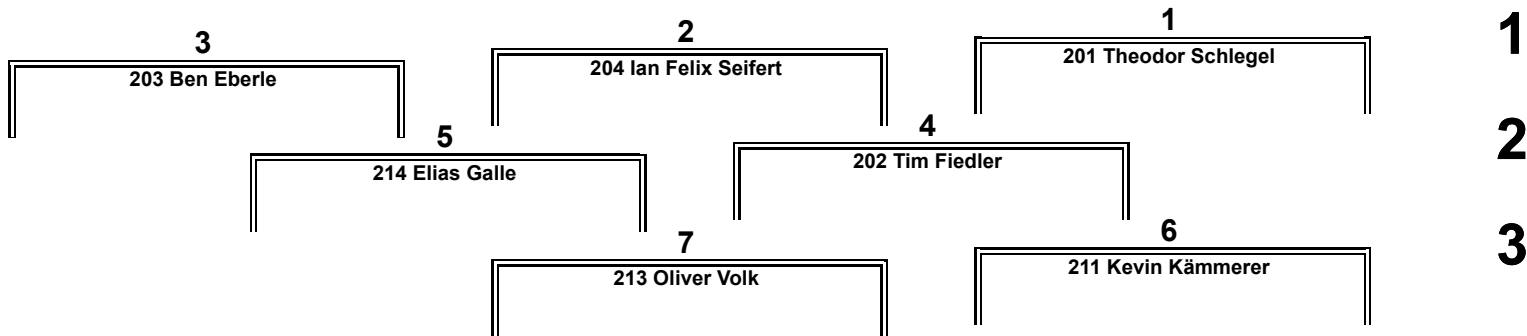 3
203 Ben Eberle
2
204 Ian Felix Seifert
1
201 Theodor Schlegel
1
5
214 Elias Galle
4
202 Tim Fiedler
2
7
213 Oliver Volk
6
211 Kevin Kämmerer
3